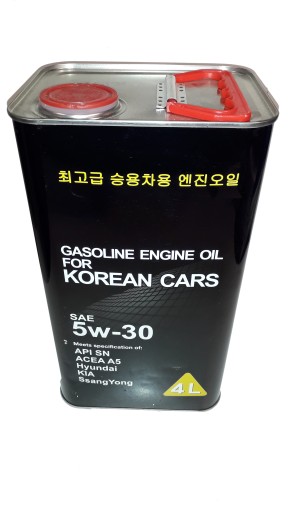 최고급 승용차용 엔진오일
GASOLINE ENGINE OIL
FOR
KOREAN CARS
SAE
5w-30
Meets specification of:
API SN
ACEA A5
Hyundai
KIA
SsangYong
4L